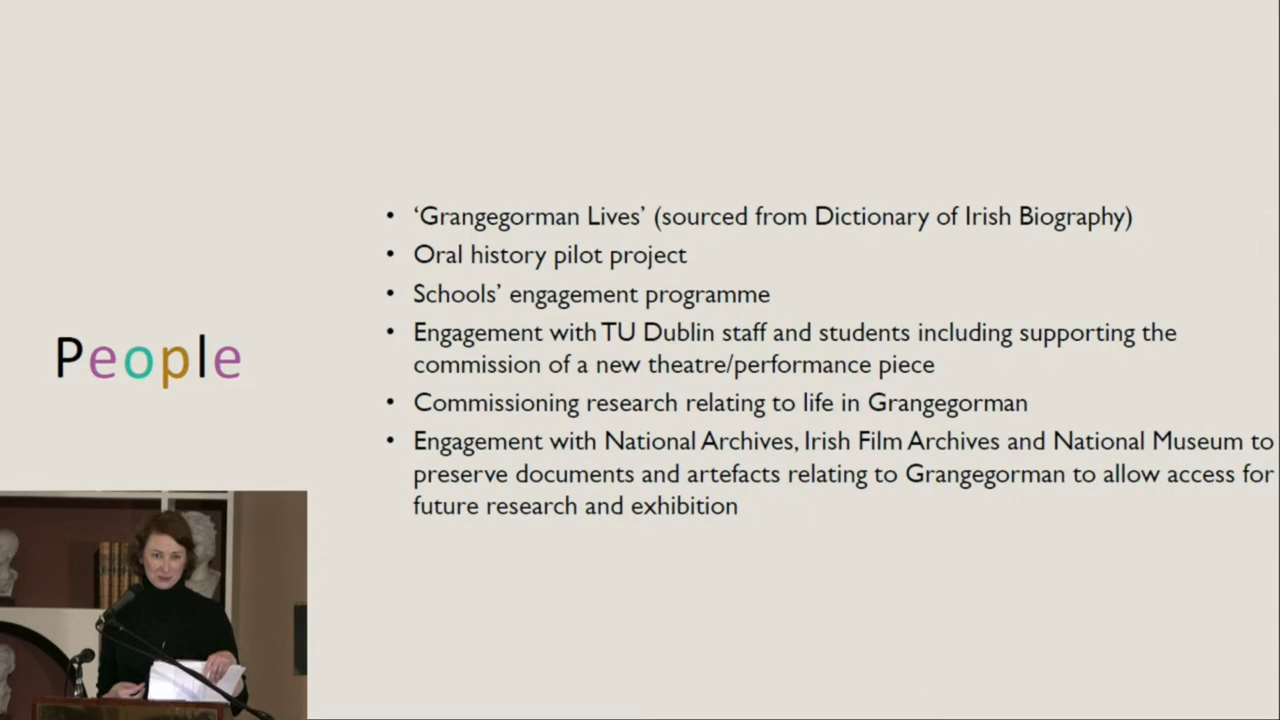 People
• ‘Grangegorman Lives’ (sourced from Dictionary of Irish Biography)
• Oral history pilot project
• Schools’ engagement programme
• Engagement with TU Dublin staff and students including supporting the
commission of a new theatre/performance piece
• Commissioning research relating to life in Grangegorman
• Engagement with National Archives, Irish Film Archives and National Museum to
preserve documents and artefacts relating to Grangegorman to allow access for
future research and exhibition